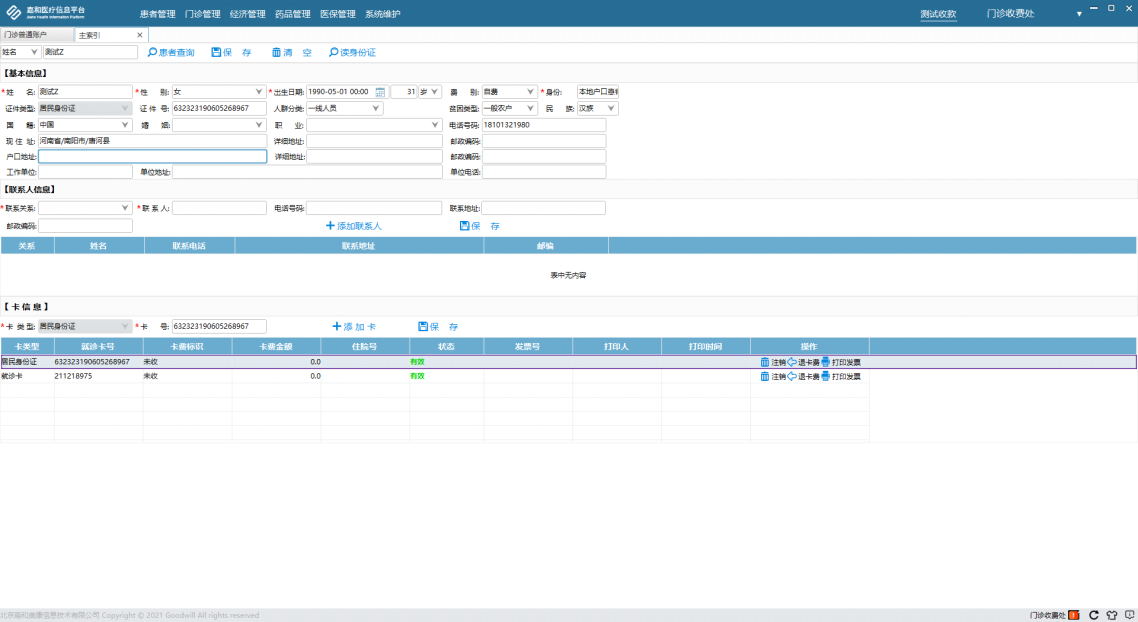 嘉和医疗信息平台 患者管理 门诊管理 经济管理 药品管理 医保管理 系统维护 测试收款 门诊收费处
Jiahe Health Information Platform
门诊普通账户 主索引
姓名 测试Z 患者查询 保 存 清 空 读身份证
【基本信息】
*姓 名: 测试Z *性 别: 女 *出生日期: 1990-05-01 00:00 31 岁 费 别: 自费 *身份:
证件类型: 居民身份证 证 件 号: 632323190605268967 人群分类: 一线人员 贫困类型: 一般农户 民 族: 汉族
国 籍: 中国 婚 姻: 职 业: 电话号码: 18101321980
现 住 址: 河南省/南阳市/唐河县 详细地址: 邮政编码:
户口地址: 详细地址: 邮政编码:
工作单位: 单位地址: 单位电话:
【联系人信息】
*联系关系: *联 系 人: 电话号码: 联系地址:
邮政编码: 添加联系人 保 存
关系 姓名 联系电话 联系地址 邮编
表中无内容
【 卡 信 息 】
*卡 类 型: 居民身份证 *卡 号: 632323190605268967 添 加 卡 保 存
卡类型 就诊卡号 卡费标识 卡费金额 住院号 状态 发票号 打印人 打印时间 操作
居民身份证 632323190605268967 未收 0.0 有效 注销 退卡费 打印发票
就诊卡 211218975 未收 0.0 有效 注销 退卡费 打印发票
北京嘉和美康信息技术有限公司 Copyright © 2021 Goodwill All rights reserved 门诊收费处